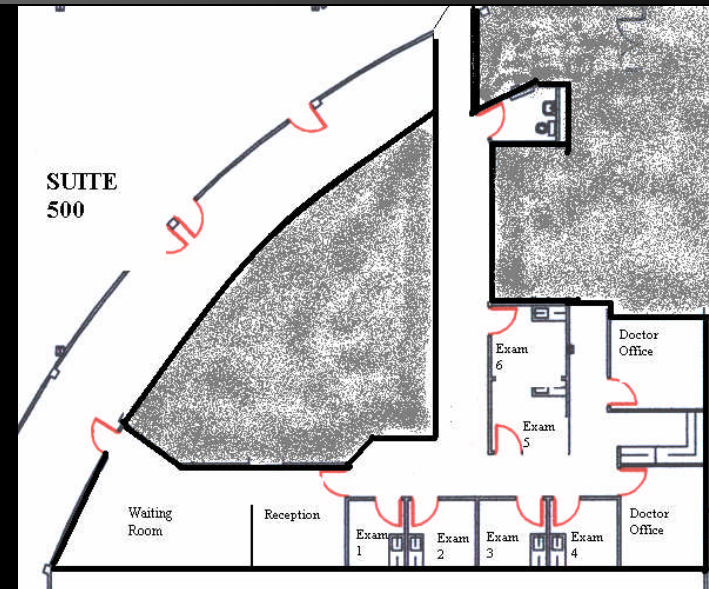 SUITE
500
Doctor
Office
Exam
6
Exam
5
Waiting
Room
Reception
Exam
1
Exam
2
Exam
3
Exam
4
Doctor
Office